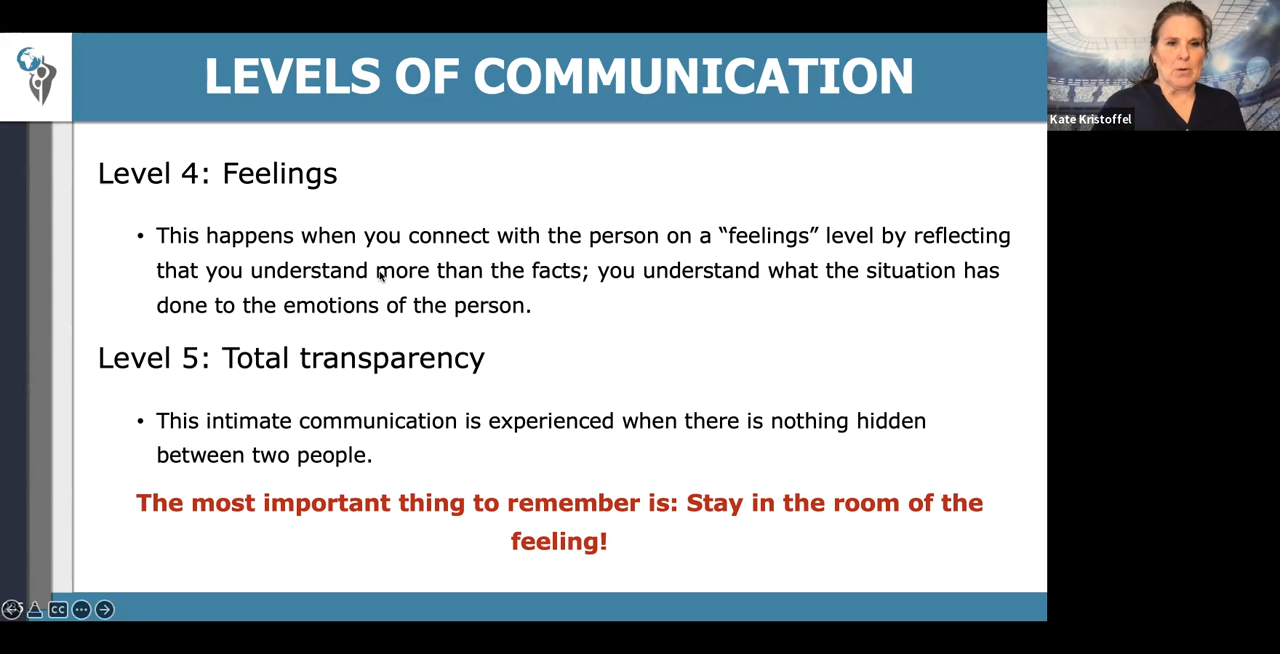 LEVELS OF COMMUNICATION
Kate Kristoffel
Level 4: Feelings
• This happens when you connect with the person on a “feelings” level by reflecting
that you understand more than the facts; you understand what the situation has
done to the emotions of the person.
Level 5: Total transparency
• This intimate communication is experienced when there is nothing hidden
between two people.
The most important thing to remember is: Stay in the room of the
feeling!
CC